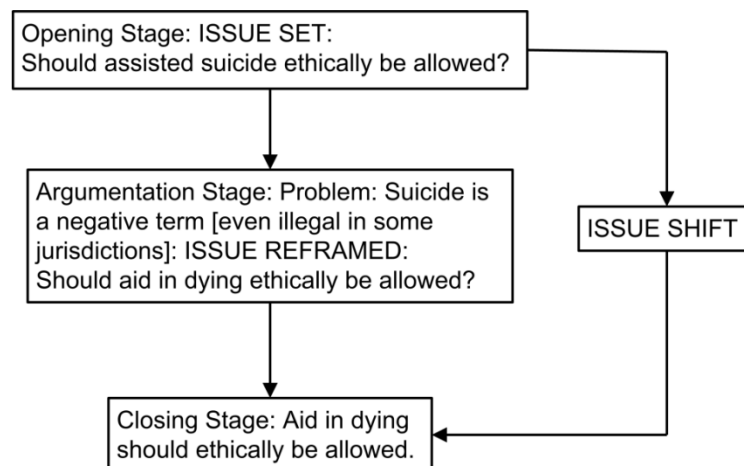 Opening Stage: ISSUE SET:
Should assisted suicide ethically be allowed?
Argumentation Stage: Problem: Suicide is
a negative term [even illegal in some
jurisdictions]: ISSUE REFRAMED:
Should aid in dying ethically be allowed?
ISSUE SHIFT
Closing Stage: Aid in dying
should ethically be allowed.